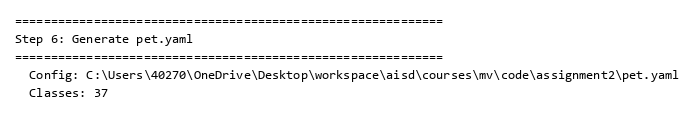 ============================================================
Step 6: Generate pet.yaml
============================================================
Config: C:\Users\40270\OneDrive\Desktop\workspace\aisd\courses\mv\code\assignment2\pet.yaml
Classes: 37